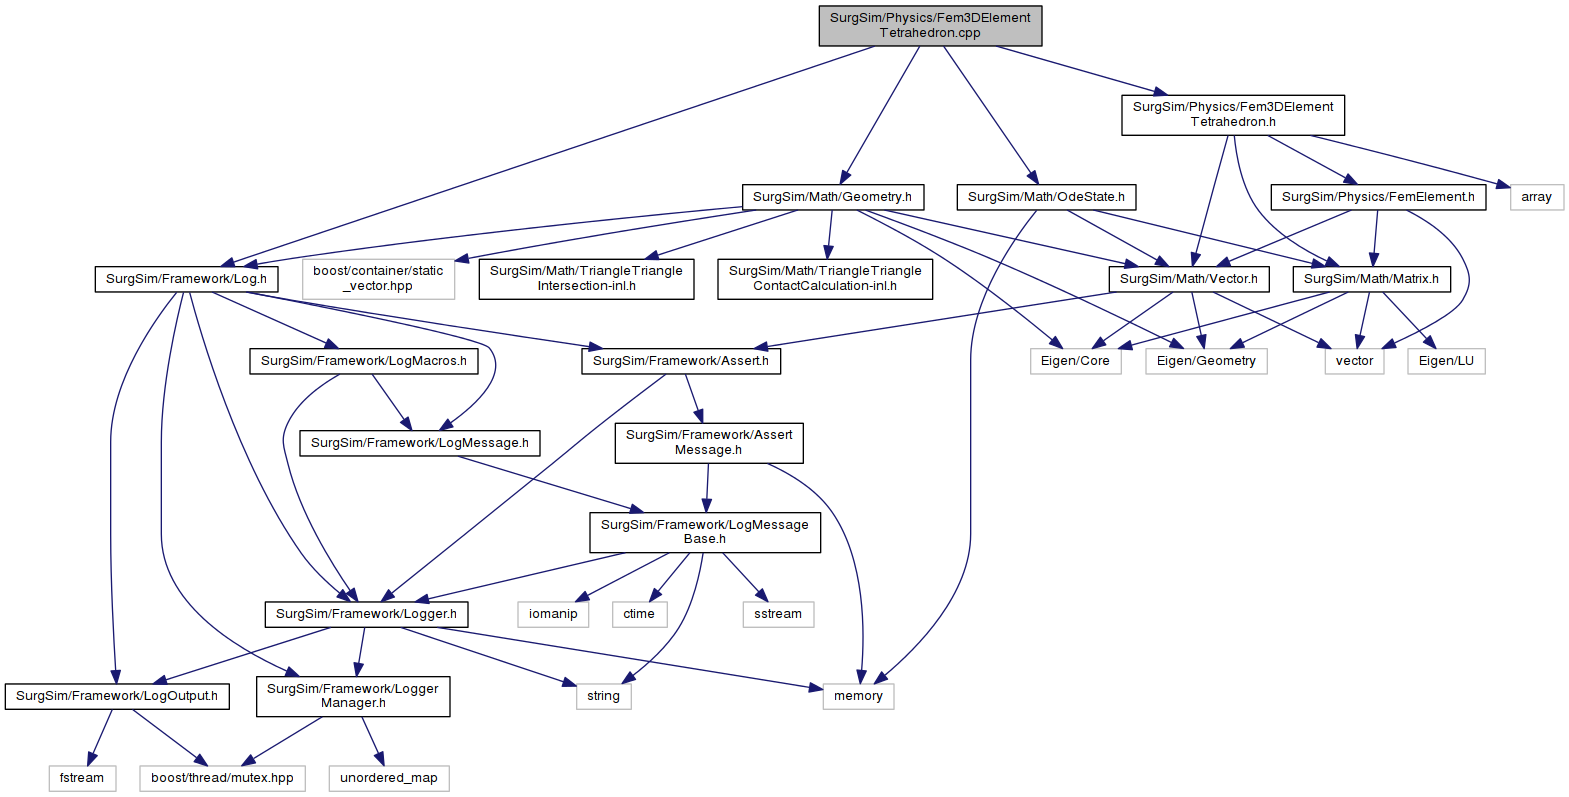 SurgSim/Physics/Fem3DElement
Tetrahedron.cpp
SurgSim/Physics/Fem3DElement
Tetrahedron.h
SurgSim/Math/Geometry.h
SurgSim/Math/OdeState.h
SurgSim/Physics/FemElement.h
array
SurgSim/Framework/Log.h
boost/container/static
_vector.hpp
SurgSim/Math/TriangleTriangle
Intersection-inl.h
SurgSim/Math/TriangleTriangle
ContactCalculation-inl.h
SurgSim/Math/Vector.h
SurgSim/Math/Matrix.h
SurgSim/Framework/LogMacros.h
SurgSim/Framework/Assert.h
Eigen/Core
Eigen/Geometry
vector
Eigen/LU
SurgSim/Framework/LogMessage.h
SurgSim/Framework/Assert
Message.h
SurgSim/Framework/LogMessage
Base.h
SurgSim/Framework/Logger.h
iomanip
ctime
sstream
SurgSim/Framework/LogOutput.h
SurgSim/Framework/Logger
Manager.h
string
memory
fstream
boost/thread/mutex.hpp
unordered_map